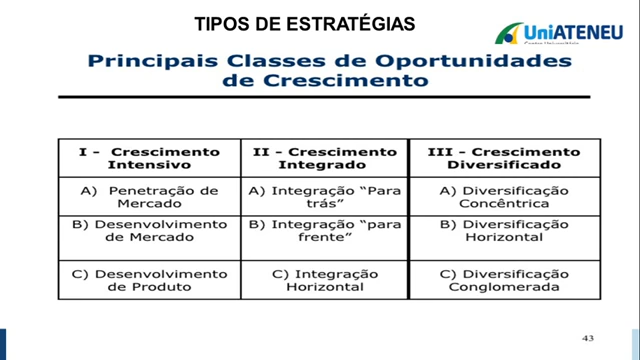 TIPOS DE ESTRATÉGIAS
UniATENEU
Centro Universitário
Principais Classes de Oportunidades
de Crescimento
I - Crescimento
Intensivo
II - Crescimento
Integrado
III - Crescimento
Diversificado
A) Penetração de
Mercado
A) Integração “Para
trás”
A) Diversificação
Concêntrica
B) Desenvolvimento
de Mercado
B) Integração “para
frente”
B) Diversificação
Horizontal
C) Desenvolvimento
de Produto
C) Integração
Horizontal
C) Diversificação
Conglomerada
43